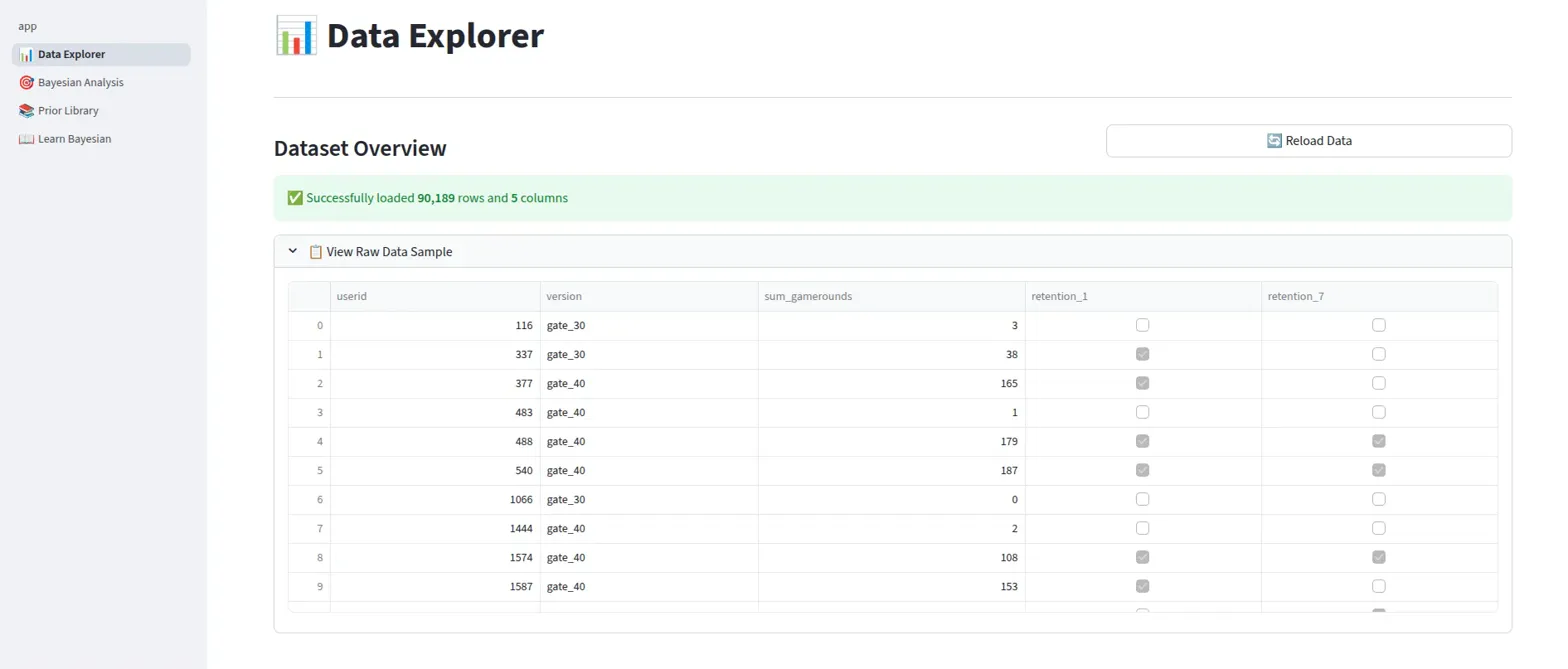 app
📊 Data Explorer
🎯 Bayesian Analysis
📚 Prior Library
📖 Learn Bayesian
📊 Data Explorer
Dataset Overview
🔄 Reload Data
✅ Successfully loaded 90,189 rows and 5 columns
📋 View Raw Data Sample
userid version sum_gamerounds retention_1 retention_7
0 116 gate_30 3
1 337 gate_30 38
2 377 gate_40 165
3 483 gate_40 1
4 488 gate_40 179
5 540 gate_40 187
6 1066 gate_30 0
7 1444 gate_40 2
8 1574 gate_40 108
9 1587 gate_40 153